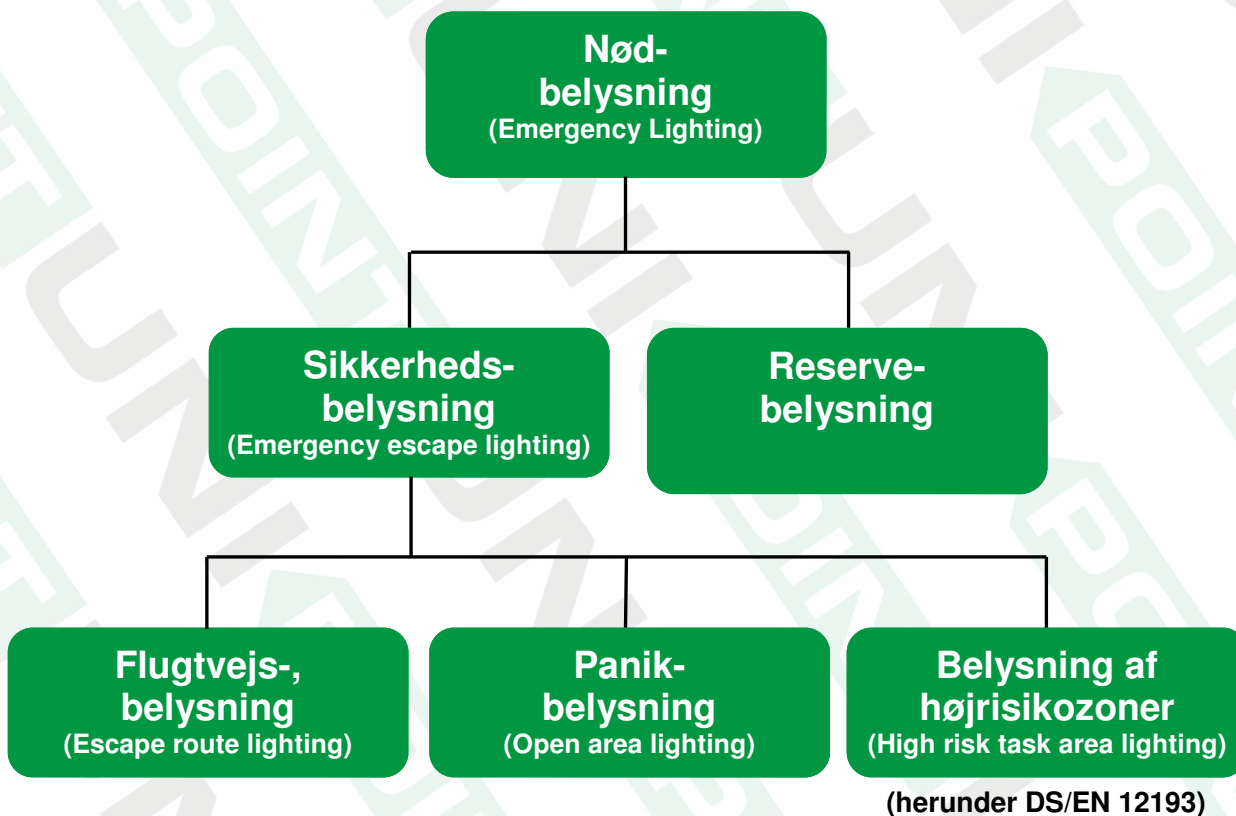 Nød-
belysning
(Emergency Lighting)
Sikkerheds-
belysning
(Emergency escape lighting)
Reserve-
belysning
Flugtvejs-,
belysning
(Escape route lighting)
Panik-
belysning
(Open area lighting)
Belysning af
højrisikozoner
(High risk task area lighting)
(herunder DS/EN 12193)